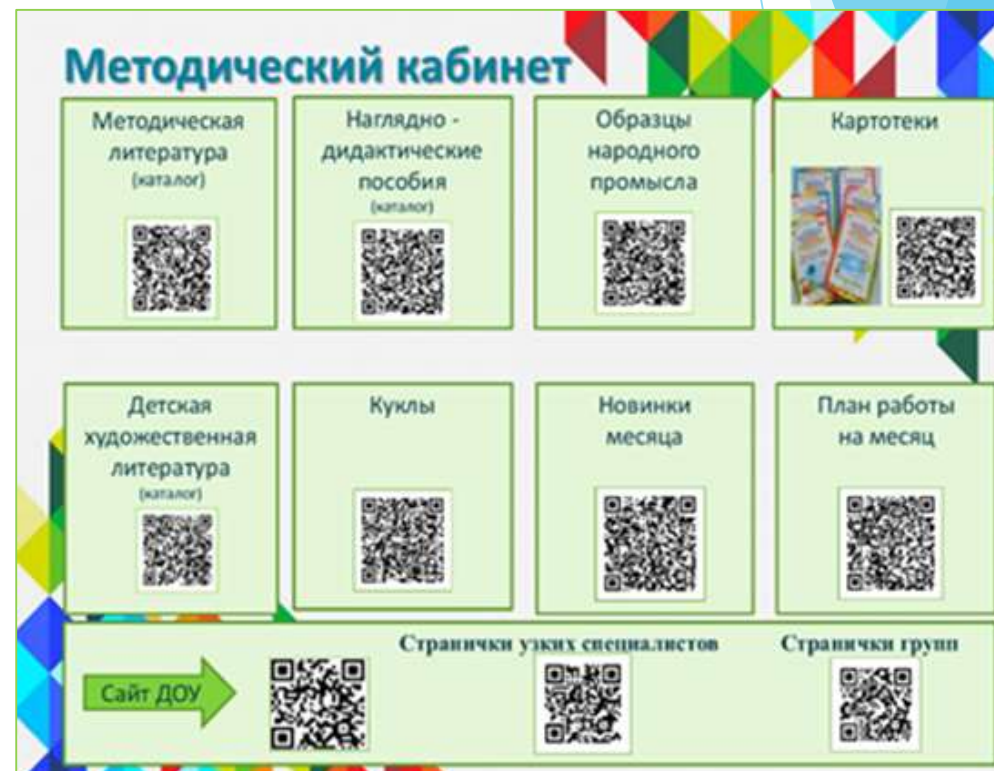 Методический кабинет
Методическая
литература
(каталог)
Наглядно -
дидактические
пособия
(каталог)
Образцы
народного
промысла
Картотеки
Детская
художественная
литература
(каталог)
Куклы
Новинки
месяца
План работы
на месяц
Сайт ДОУ
Странички узких специалистов
Странички групп